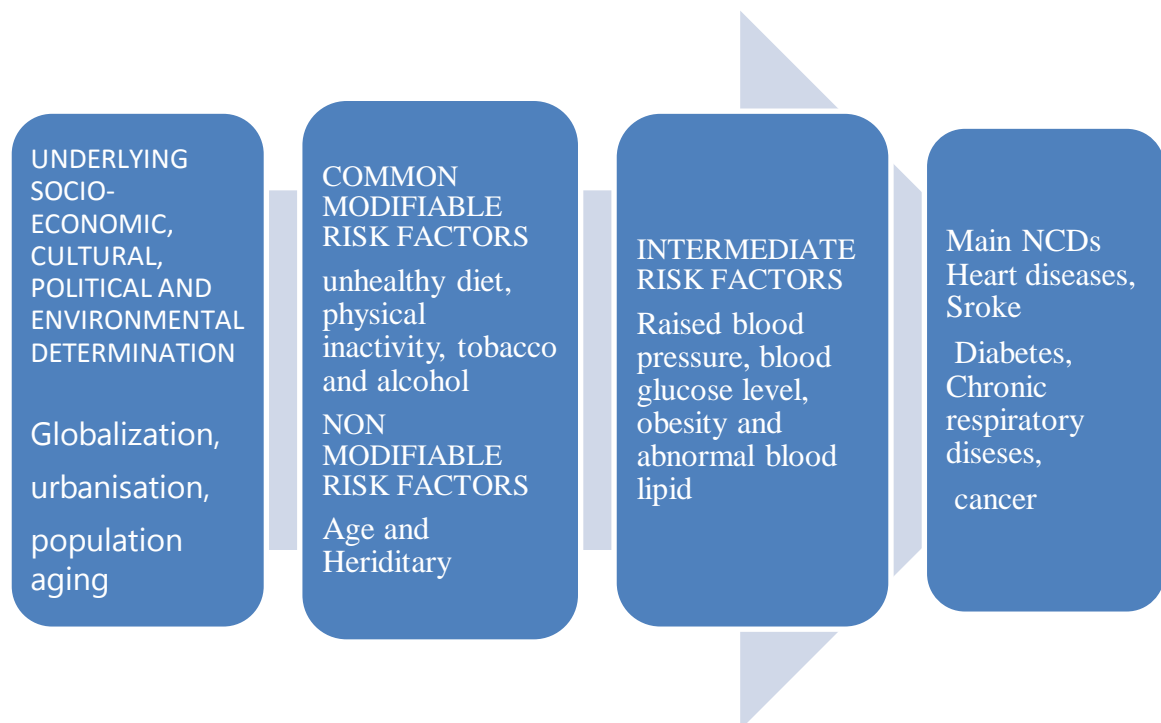 UNDERLYING
SOCIO-
ECONOMIC,
CULTURAL,
POLITICAL AND
ENVIRONMENTAL
DETERMINATION
Globalization,
urbanisation,
population
aging
COMMON
MODIFIABLE
RISK FACTORS
unhealthy diet,
physical
inactivity, tobacco
and alcohol
NON
MODIFIABLE
RISK FACTORS
Age and
Heriditary
INTERMEDIATE
RISK FACTORS
Raised blood
pressure, blood
glucose level,
obesity and
abnormal blood
lipid
Main NCDs
Heart diseases,
Sroke
Diabetes,
Chronic
respiratory
diseses,
cancer